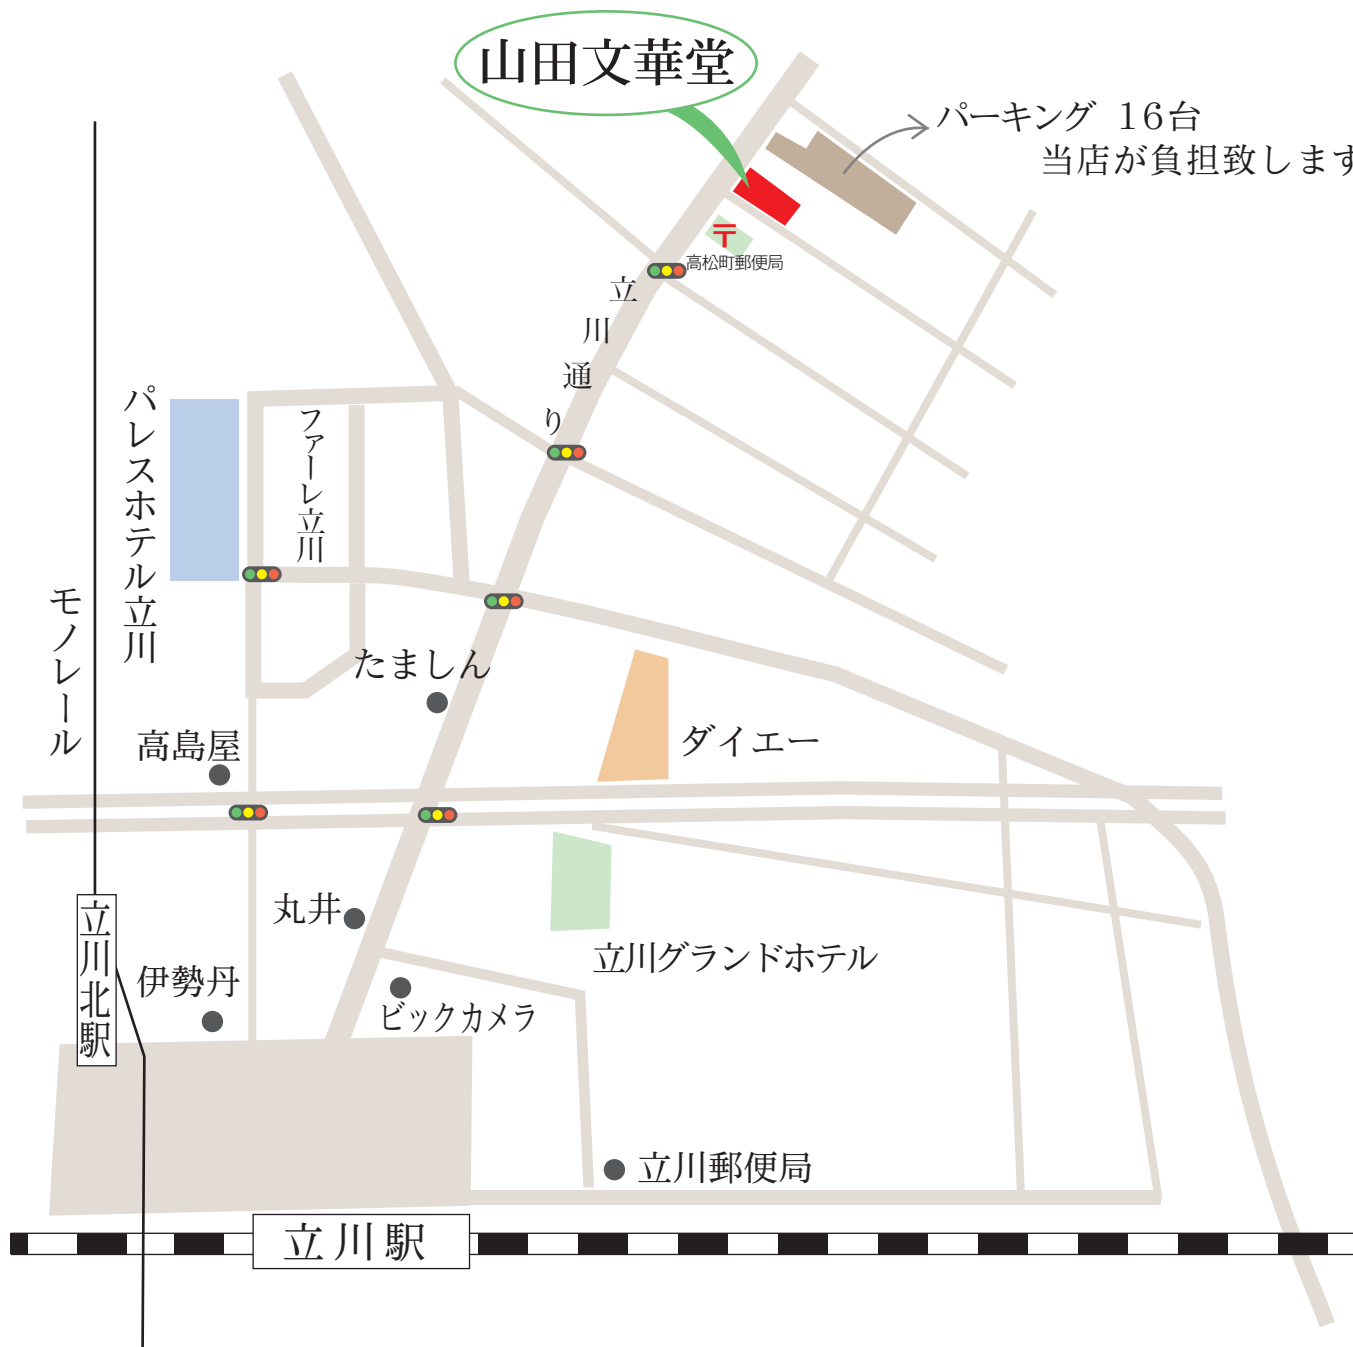 山田文華堂
パーキング 16台
当店が負担致します
高松町郵便局
立川通り
パレスホテル立川
ファーレ立川
モノレール
たましん
高島屋
ダイエー
丸井
立川北駅
伊勢丹
立川グランドホテル
ビックカメラ
立川郵便局
立川駅